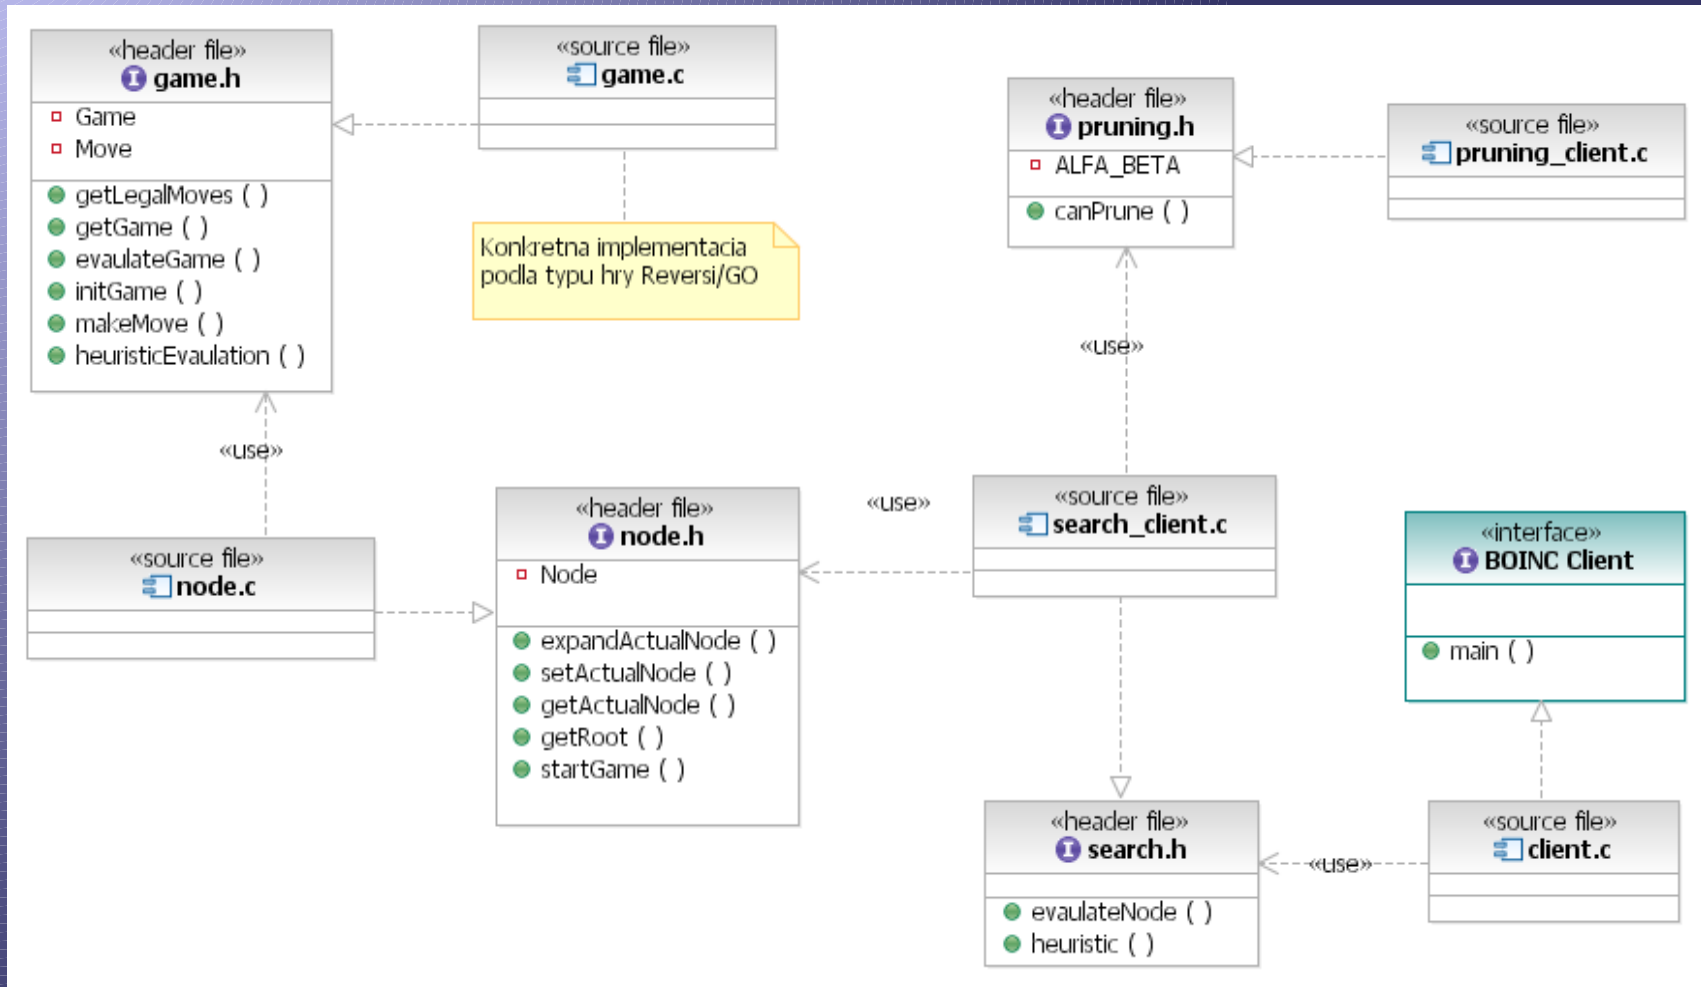 «header file»
game.h
Game
Move
getLegalMoves ( )
getGame ( )
evaulateGame ( )
initGame ( )
makeMove ( )
heuristicEvaulation ( )
«source file»
game.c
Konkretna implementacia
podla typu hry Reversi/GO
«header file»
pruning.h
ALFA_BETA
canPrune ( )
«source file»
pruning_client.c
«use»
«use»
«source file»
node.c
«header file»
node.h
Node
expandActualNode ( )
setActualNode ( )
getActualNode ( )
getRoot ( )
startGame ( )
«use»
«source file»
search_client.c
«interface»
BOINC Client
main ( )
«header file»
search.h
evaulateNode ( )
heuristic ( )
«use»
«source file»
client.c